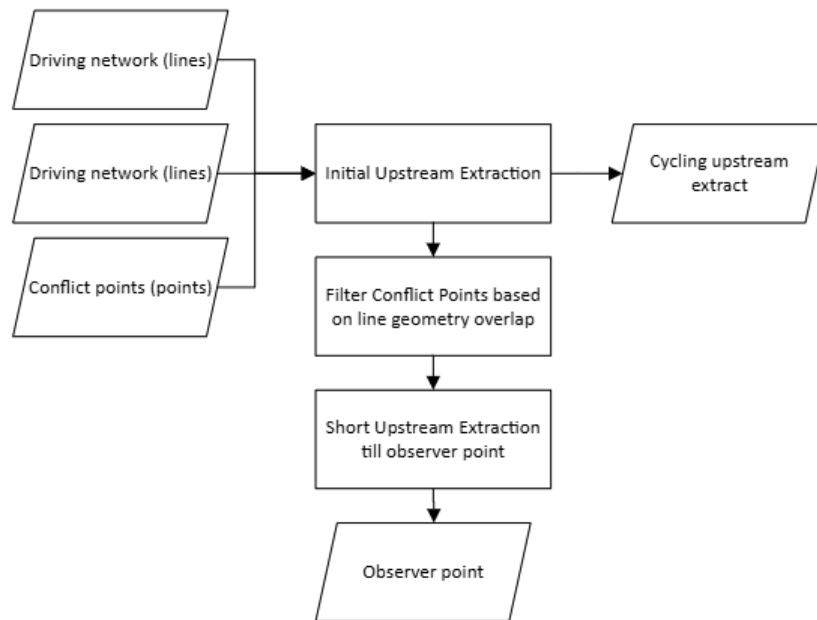 Driving network (lines)
Driving network (lines)
Conflict points (points)
Initial Upstream Extraction
Cycling upstream
extract
Filter Conflict Points based
on line geometry overlap
Short Upstream Extraction
till observer point
Observer point